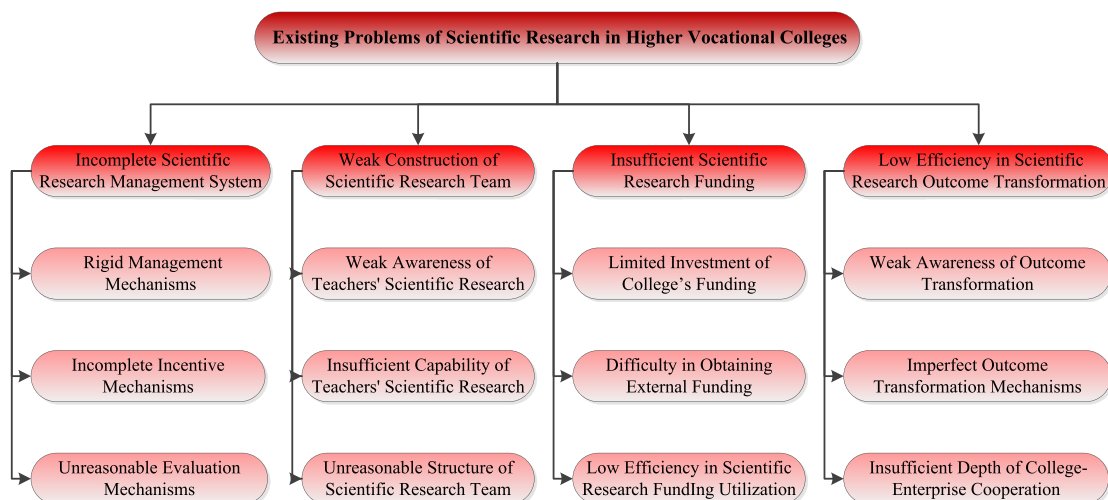 Existing Problems of Scientific Research in Higher Vocational Colleges
Incomplete Scientific
Research Management System
Rigid Management
Mechanisms
Incomplete Incentive
Mechanisms
Unreasonable Evaluation
Mechanisms
Weak Construction of
Scientific Research Team
Weak Awareness of
Teachers' Scientific Research
Insufficient Capability of
Teachers' Scientific Research
Unreasonable Structure of
Scientific Research Team
Insufficient Scientific
Research Funding
Limited Investment of
College’s Funding
Difficulty in Obtaining
External Funding
Low Efficiency in Scientific
Research FundIng Utilization
Low Efficiency in Scientific
Research Outcome Transformation
Weak Awareness of Outcome
Transformation
Imperfect Outcome
Transformation Mechanisms
Insufficient Depth of College-
Enterprise Cooperation